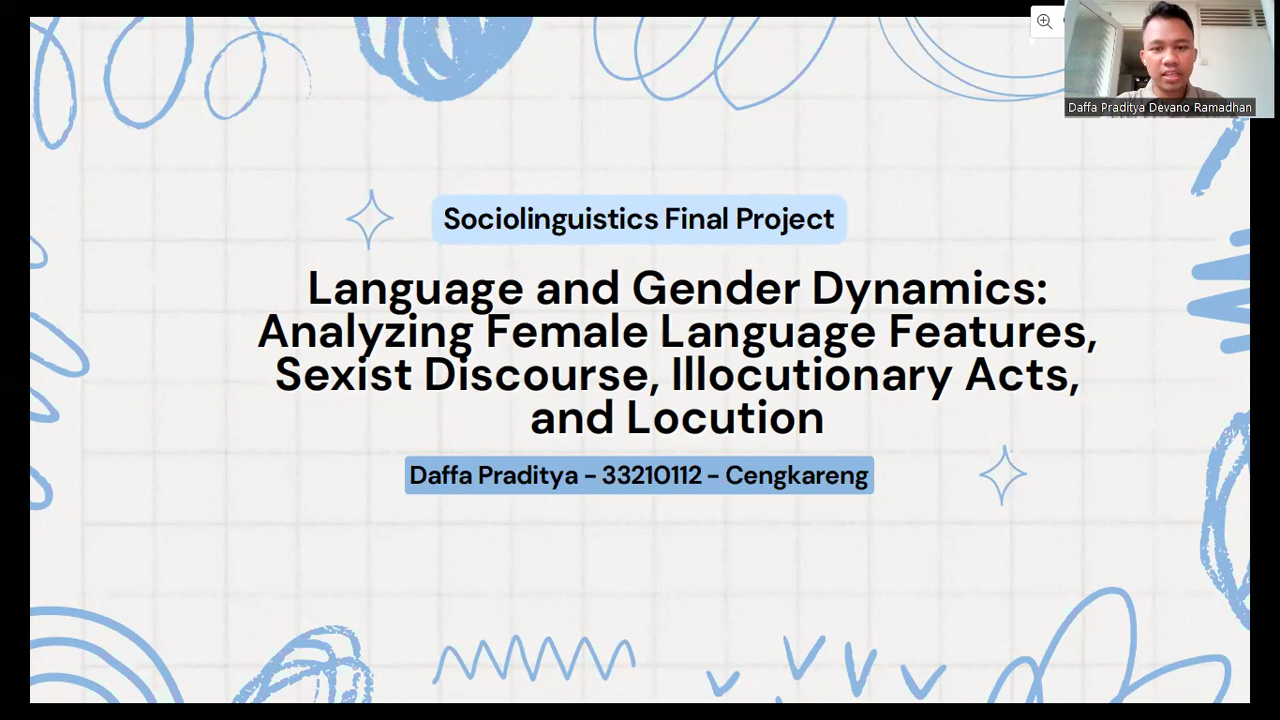 Daffa Praditya Devano Ramadhan
Sociolinguistics Final Project
Language and Gender Dynamics:
Analyzing Female Language Features,
Sexist Discourse, Illocutionary Acts,
and Locution
Daffa Praditya - 33210112 - Cengkareng